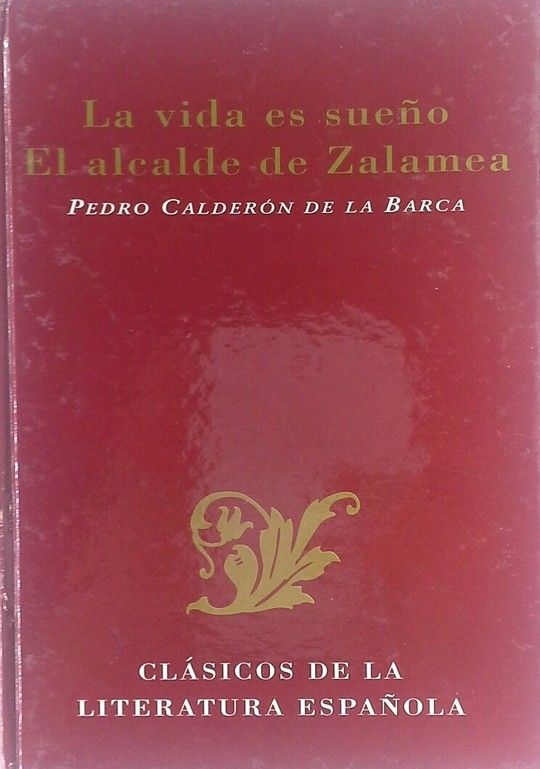 La vida es sueño
El alcalde de Zalamea
PEDRO CALDERÓN DE LA BARCA
CLÁSICOS DE LA
LITERATURA ESPAÑOLA